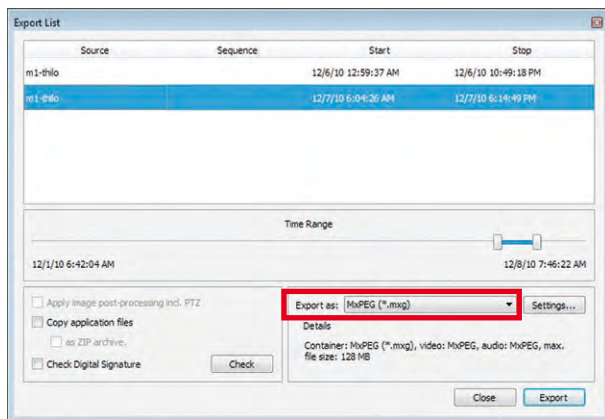 Export List
Source Sequence Start Stop
m1-thilo 12/6/10 12:59:37 AM 12/6/10 10:49:18 PM
m1-thilo 12/7/10 6:04:26 AM 12/7/10 6:14:49 PM
Time Range
12/1/10 6:42:04 AM 12/8/10 7:46:22 AM
Apply image post-processing incl. PTZ
Copy application files
as ZIP archive.
Check Digital Signature Check
Export as: MxPEG (*.mxg) Settings...
Details
Container: MxPEG (*.mxg), video: MxPEG, audio: MxPEG, max.
file size: 128 MB
Close Export